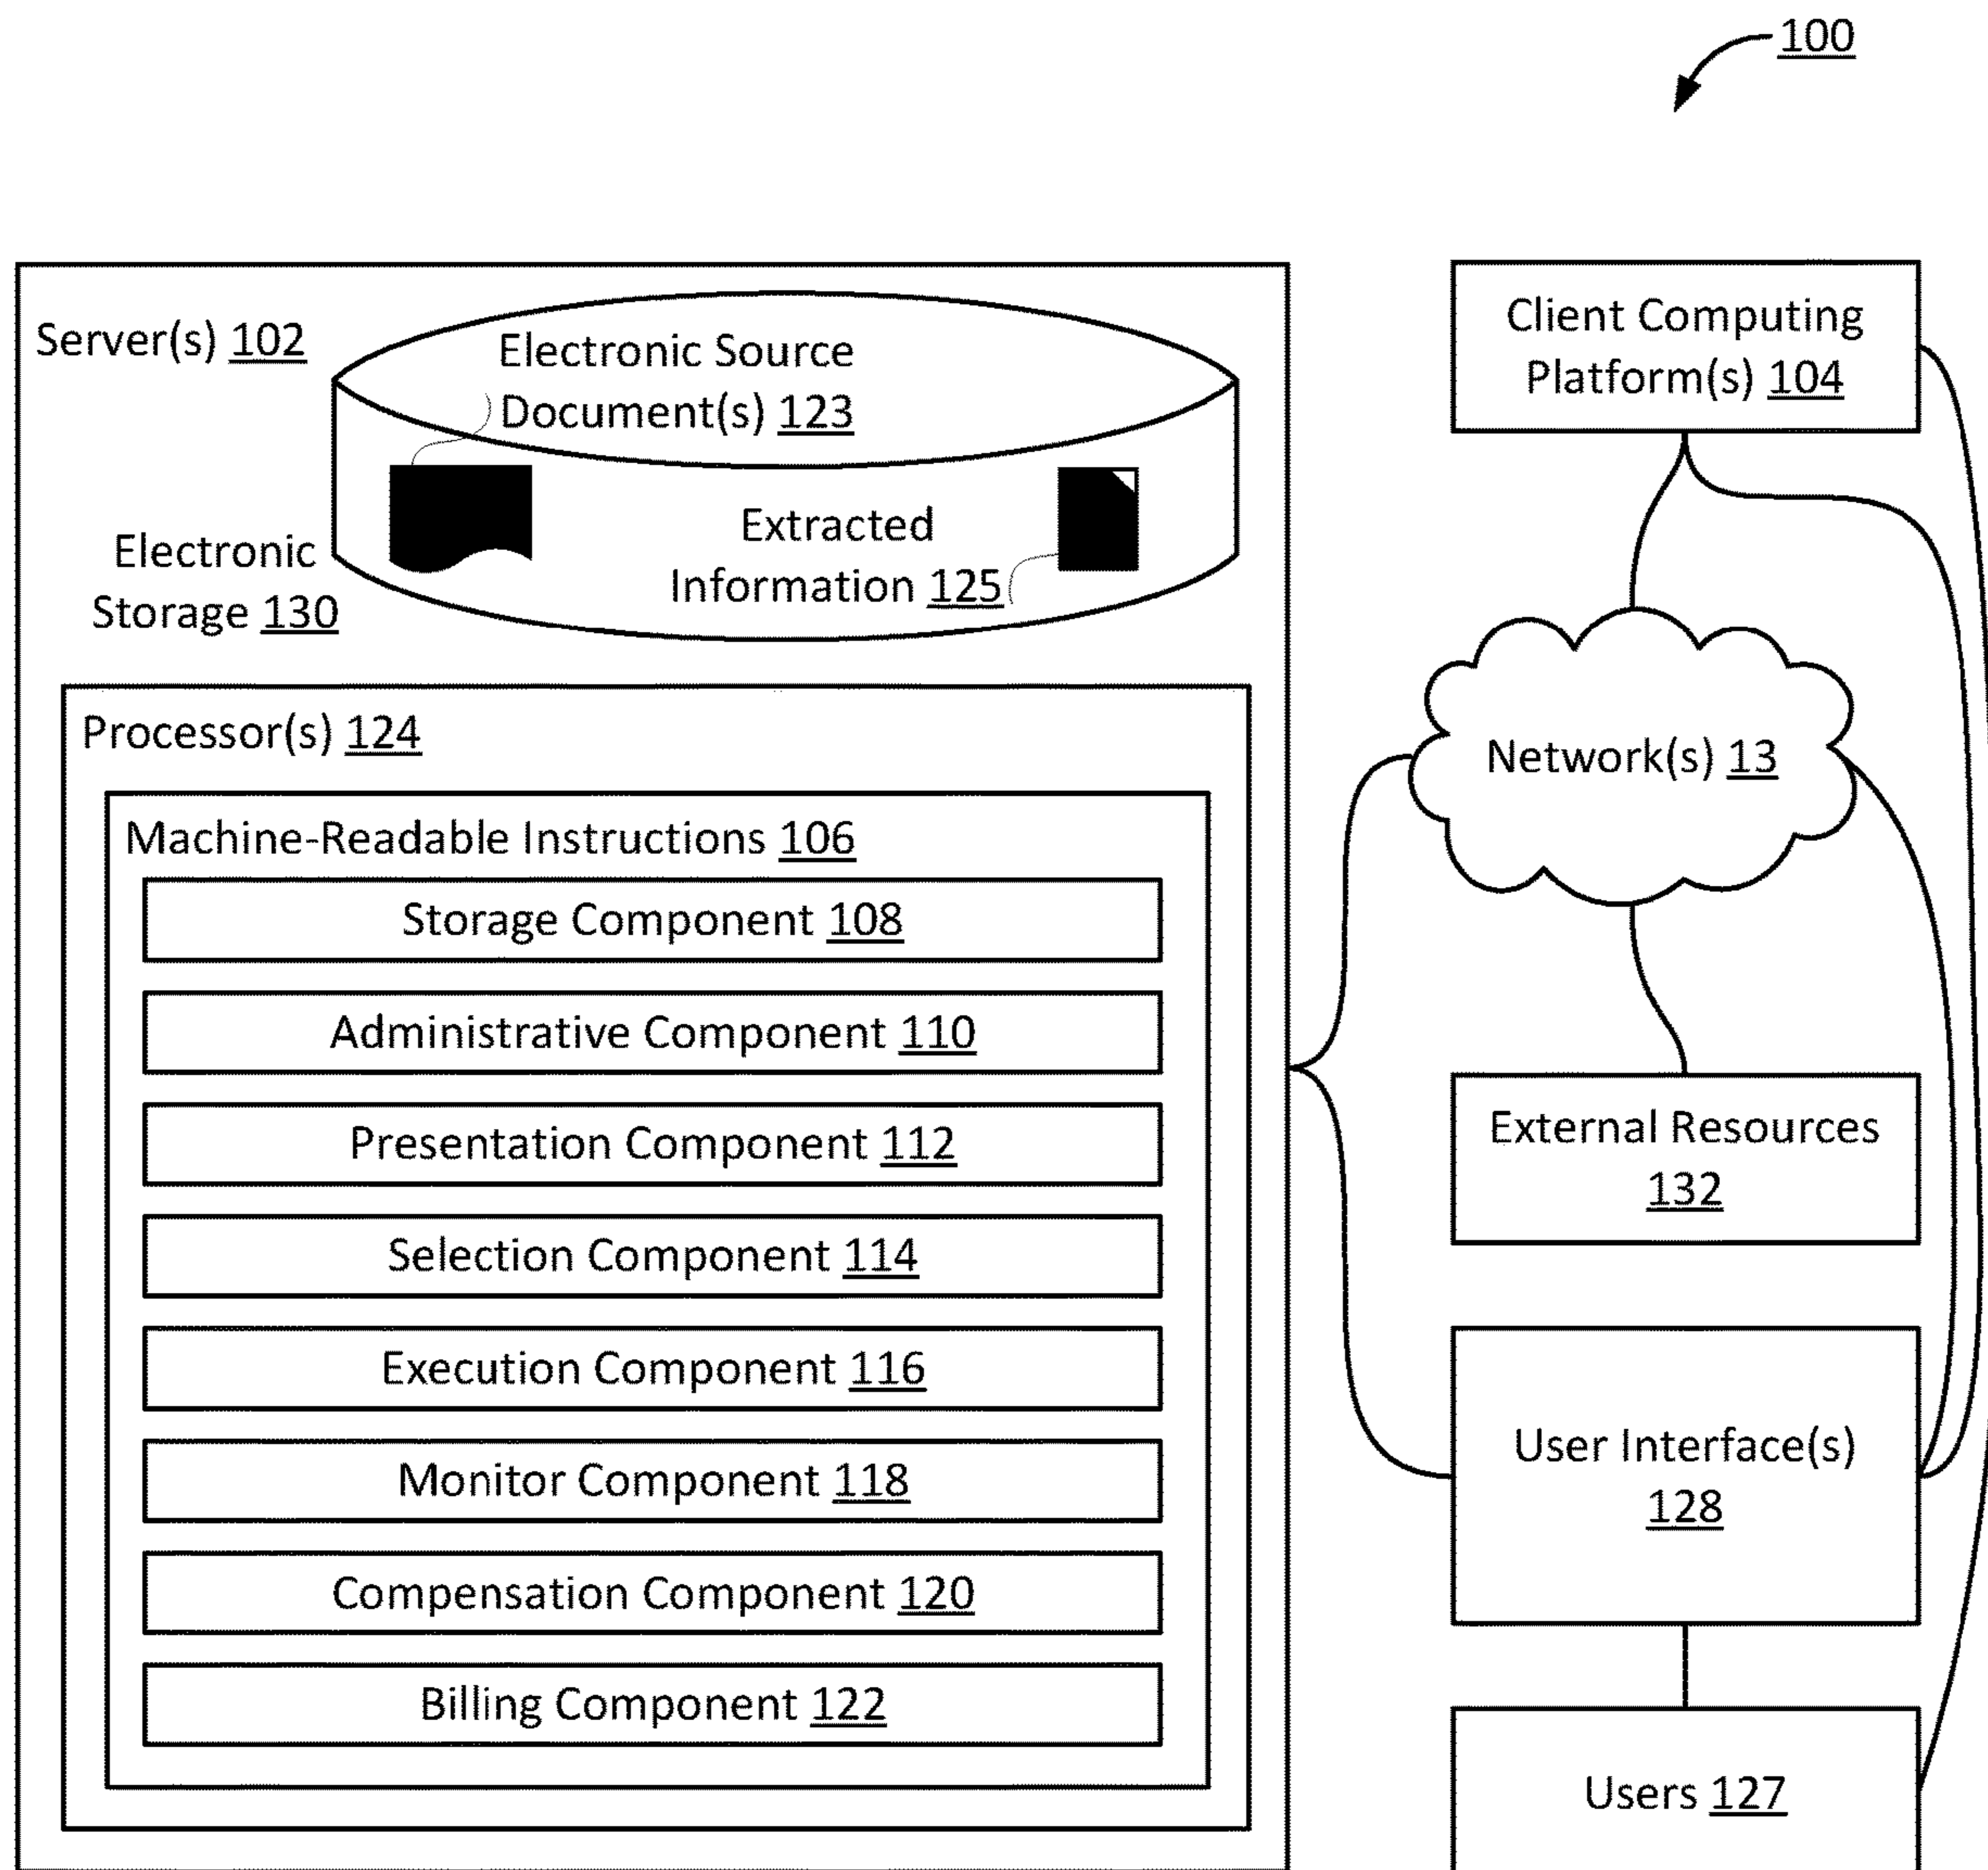 100
Server(s) 102
Electronic Source
Document(s) 123
Extracted
Information 125
Electronic
Storage 130
Processor(s) 124
Machine-Readable Instructions 106
Storage Component 108
Administrative Component 110
Presentation Component 112
Selection Component 114
Execution Component 116
Monitor Component 118
Compensation Component 120
Billing Component 122
Client Computing
Platform(s) 104
Network(s) 13
External Resources
132
User Interface(s)
128
Users 127